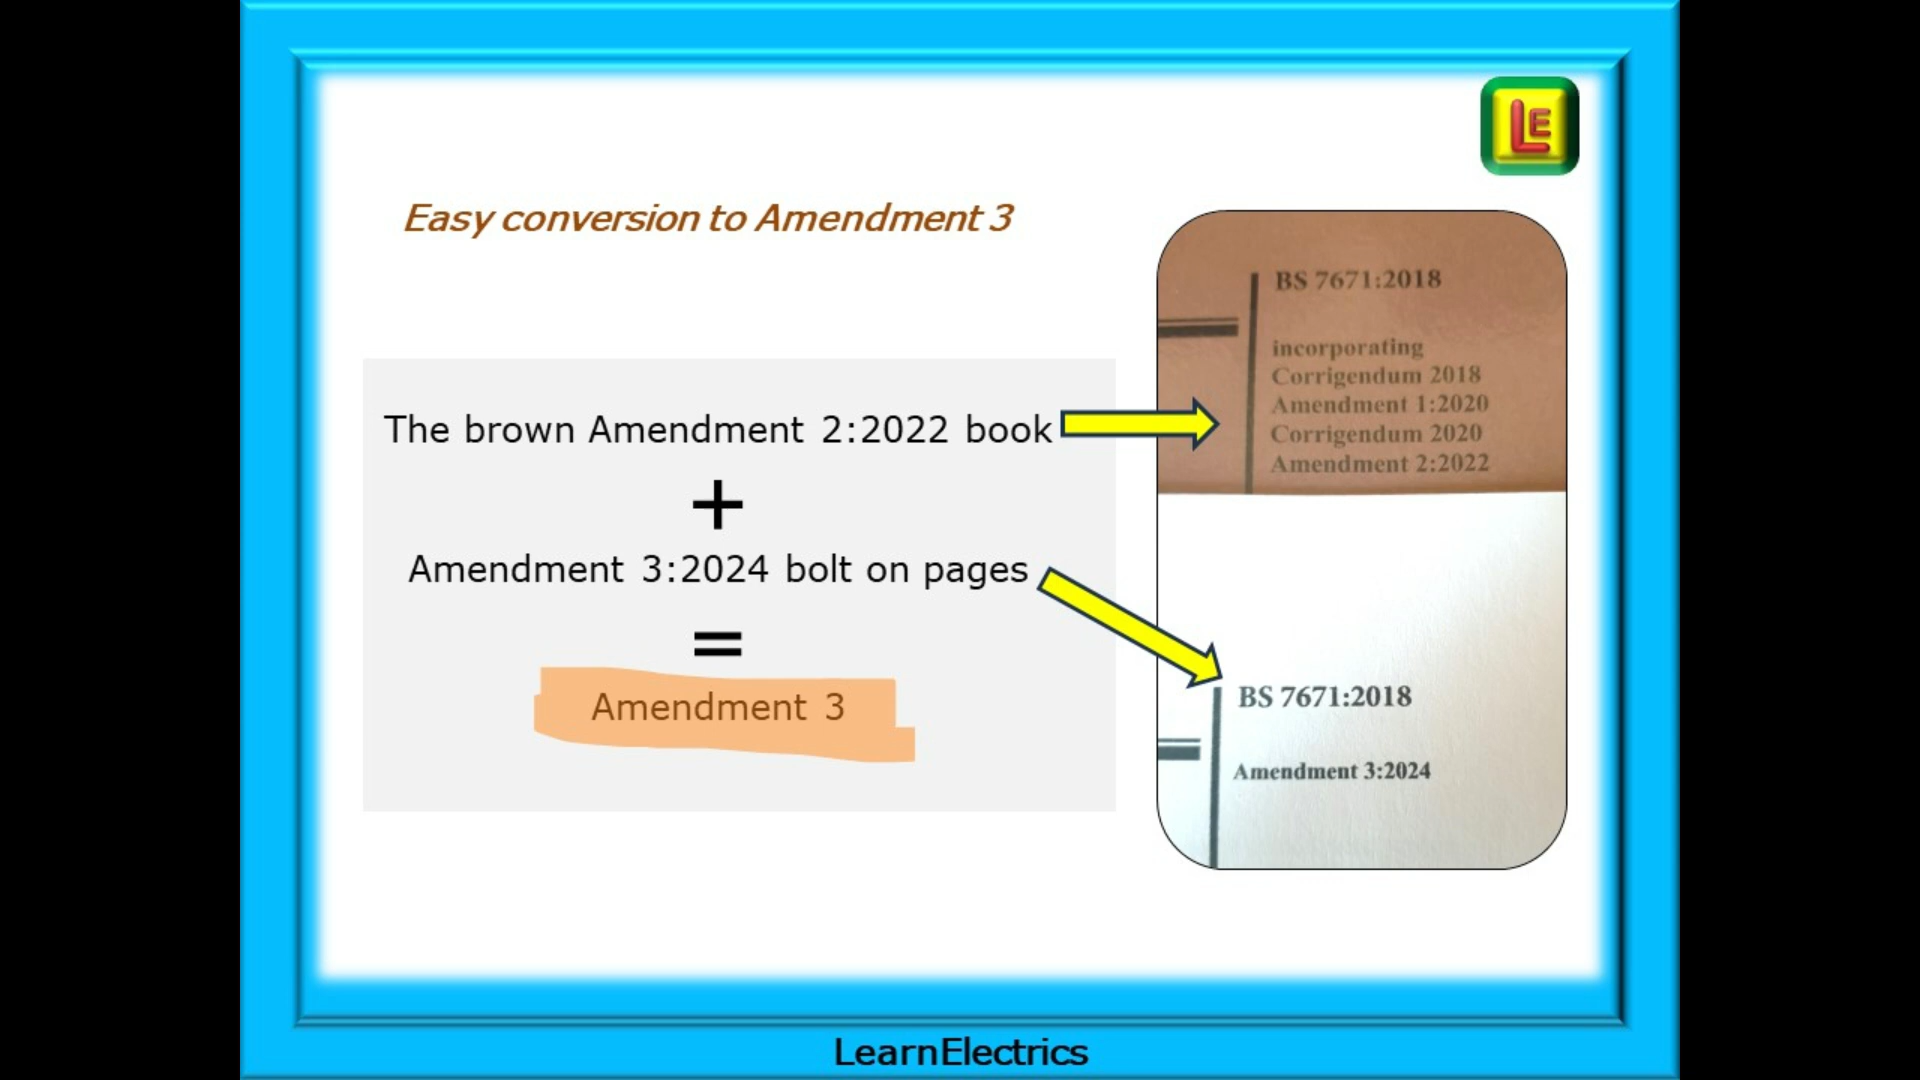 LE
Easy conversion to Amendment 3
The brown Amendment 2:2022 book
+
Amendment 3:2024 bolt on pages
=
Amendment 3
BS 7671:2018
incorporating
Corrigendum 2018
Amendment 1:2020
Corrigendum 2020
Amendment 2:2022
BS 7671:2018
Amendment 3:2024
LearnElectrics